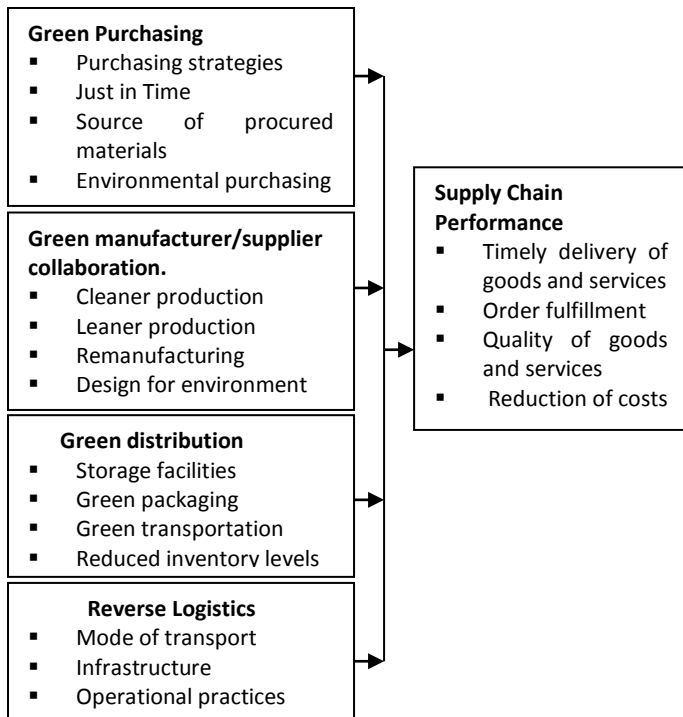 Green Purchasing
▪ Purchasing strategies
▪ Just in Time
▪ Source of procured
materials
▪ Environmental purchasing
Green manufacturer/supplier
collaboration.
▪ Cleaner production
▪ Leaner production
▪ Remanufacturing
▪ Design for environment
Green distribution
▪ Storage facilities
▪ Green packaging
▪ Green transportation
▪ Reduced inventory levels
Reverse Logistics
▪ Mode of transport
▪ Infrastructure
▪ Operational practices
Supply Chain
Performance
▪ Timely delivery of
goods and services
▪ Order fulfillment
▪ Quality of goods
and services
▪ Reduction of costs